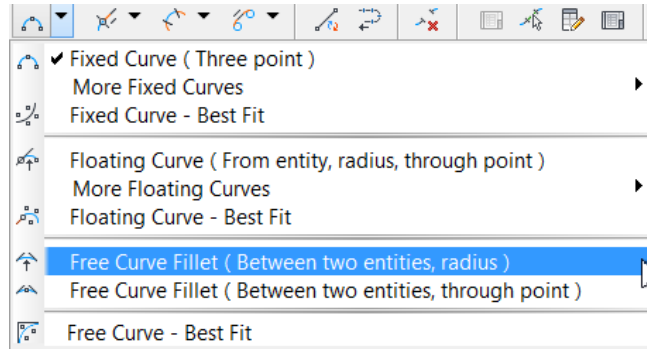 Fixed Curve ( Three point )
More Fixed Curves
Fixed Curve - Best Fit
Floating Curve ( From entity, radius, through point )
More Floating Curves
Floating Curve - Best Fit
Free Curve Fillet ( Between two entities, radius )
Free Curve Fillet ( Between two entities, through point )
Free Curve - Best Fit